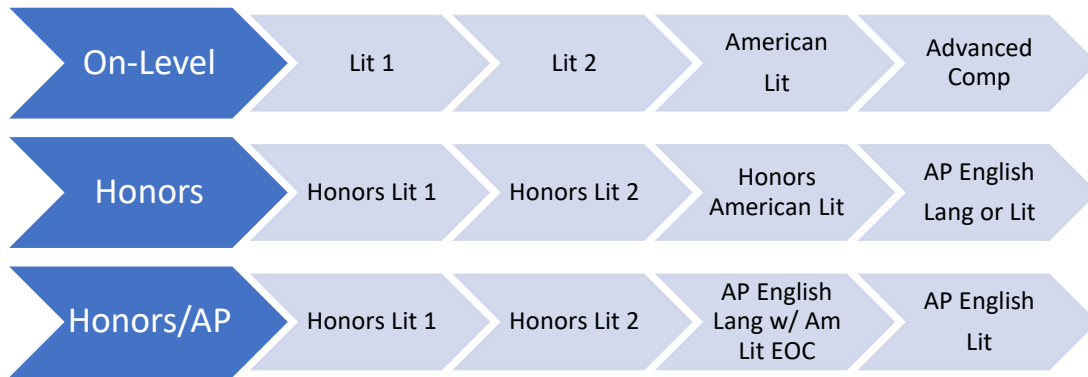 On-Level
Lit 1
Lit 2
American
Lit
Advanced
Comp
Honors
Honors Lit 1
Honors Lit 2
Honors
American Lit
AP English
Lang or Lit
Honors/AP
Honors Lit 1
Honors Lit 2
AP English
Lang w/ Am
Lit EOC
AP English
Lit